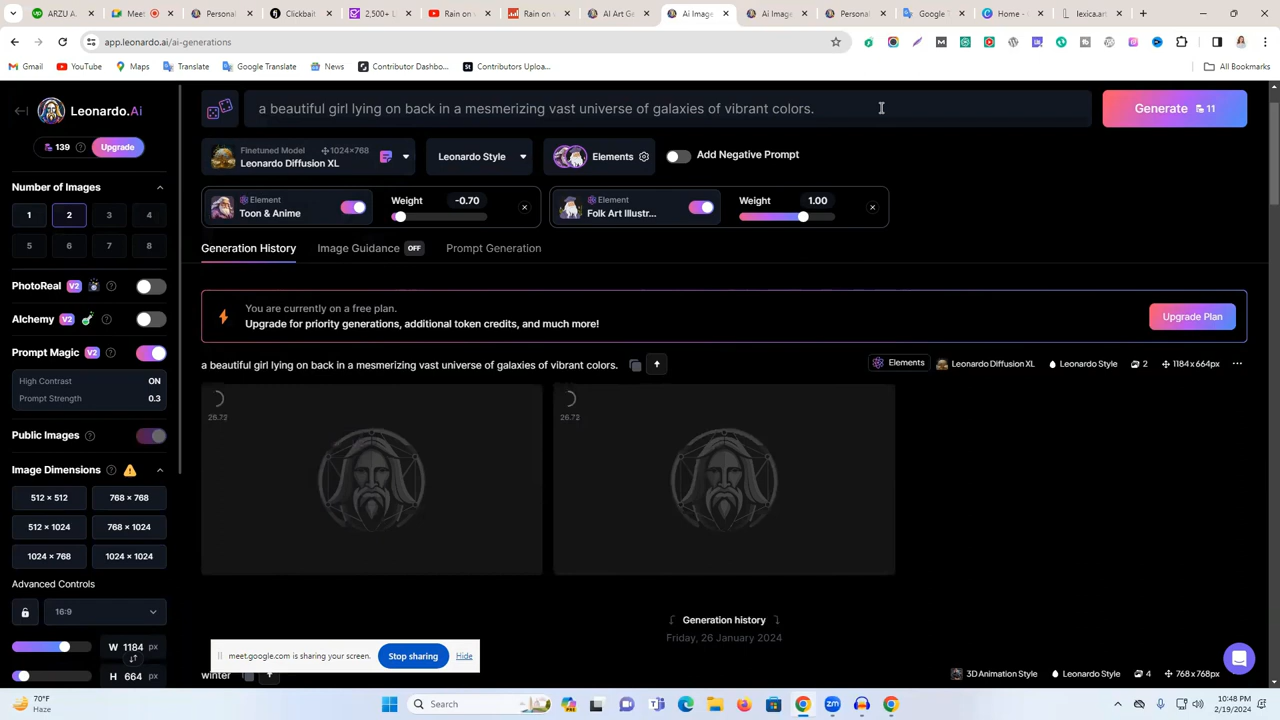 ARZU A.
Meet
Personal
Clickbait
2,500+ L
Rain
Rain on
AI Art Ge
Ai Image
Ai Image
Personal
Google T
Home -
lexica.art
app.leonardo.ai/ai-generations
Gmail
YouTube
Maps
Translate
Google Translate
News
Contributor Dashbo...
Contributors Uploa...
All Bookmarks
Leonardo.Ai
a beautiful girl lying on back in a mesmerizing vast universe of galaxies of vibrant colors.
Generate 11
139
Upgrade
Finetuned Model 1024×768
Leonardo Diffusion XL
Leonardo Style
Elements
Add Negative Prompt
Number of Images
1 2 3 4
5 6 7 8
Element
Toon & Anime
Weight -0.70
Element
Folk Art Illustr...
Weight 1.00
Generation History
Image Guidance OFF
Prompt Generation
PhotoReal V2
Alchemy V2
Prompt Magic V2
High Contrast ON
Prompt Strength 0.3
Public Images
Image Dimensions
512 × 512
768 × 768
512 × 1024
768 × 1024
1024 × 768
1024 × 1024
Advanced Controls
16:9
W 1184 px
H 664 px
You are currently on a free plan.
Upgrade for priority generations, additional token credits, and much more!
Upgrade Plan
a beautiful girl lying on back in a mesmerizing vast universe of galaxies of vibrant colors.
Elements
Leonardo Diffusion XL
Leonardo Style
2
1184×664px
26.72
26.72
Generation history
Friday, 26 January 2024
meet.google.com is sharing your screen.
Stop sharing
Hide
winter
3D Animation Style
Leonardo Style
4
768×768px
70°F
Haze
Search
10:48 PM
2/19/2024